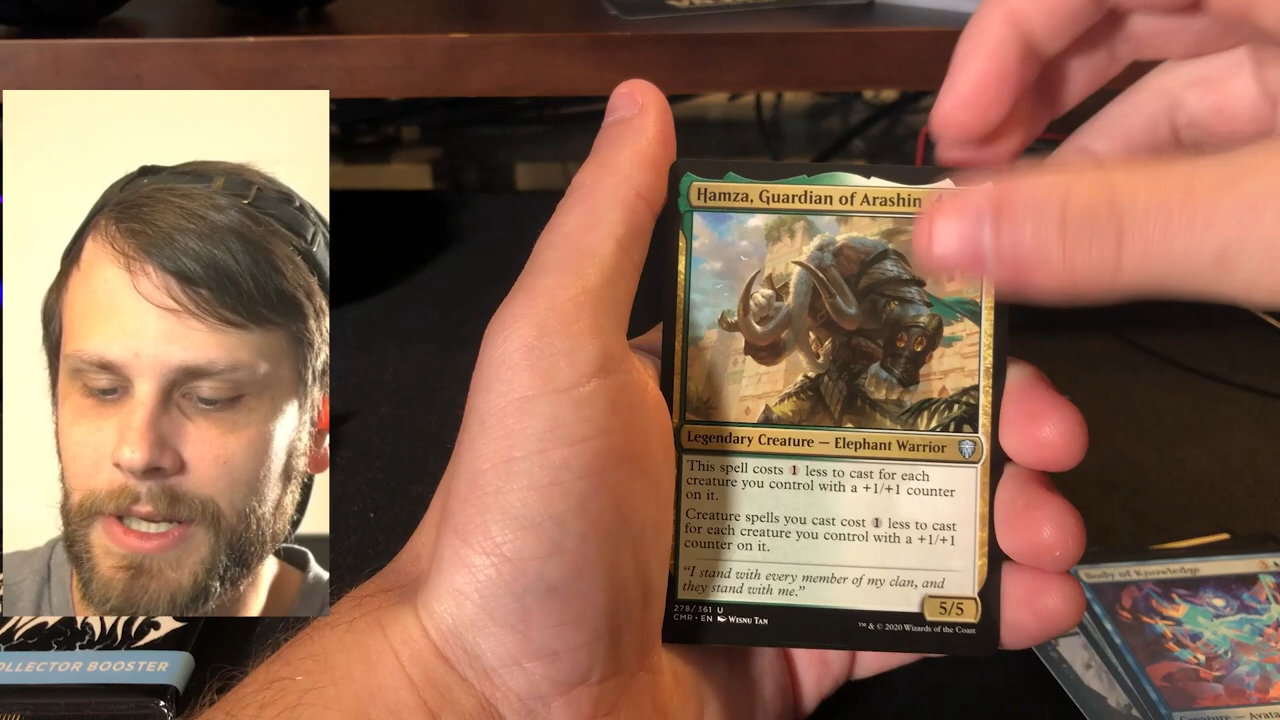 Hamza, Guardian of Arashin
Legendary Creature — Elephant Warrior
This spell costs 1 less to cast for each
creature you control with a +1/+1 counter
on it.
Creature spells you cast cost 1 less to cast
for each creature you control with a +1/+1
counter on it.
"I stand with every member of my clan, and
they stand with me."
5/5
278/361 U
CMR • EN Wisnu Tan
™ & © 2020 Wizards of the Coast
Body of Knowledge
OLLECTOR BOOSTER